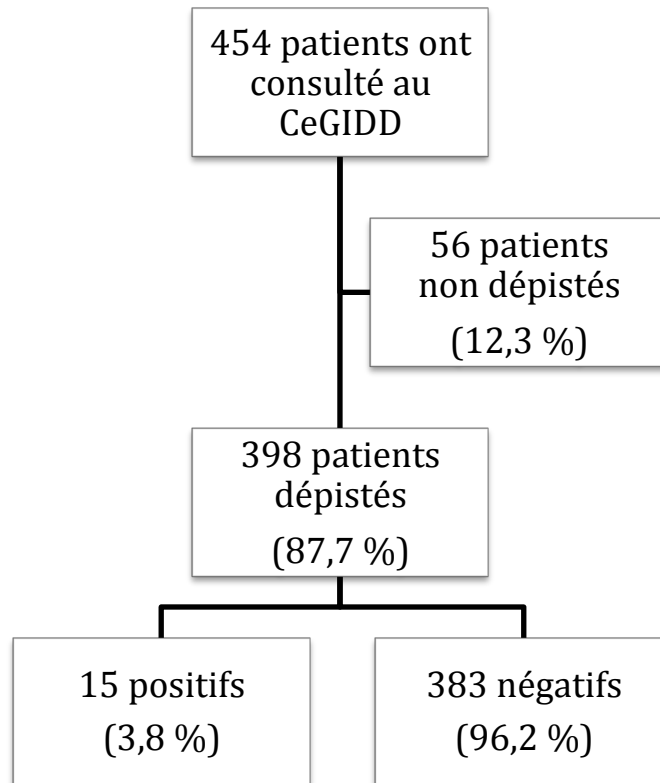 454 patients ont
consulté au
CeGIDD
56 patients
non dépistés
(12,3 %)
398 patients
dépistés
(87,7 %)
15 positifs
(3,8 %)
383 négatifs
(96,2 %)